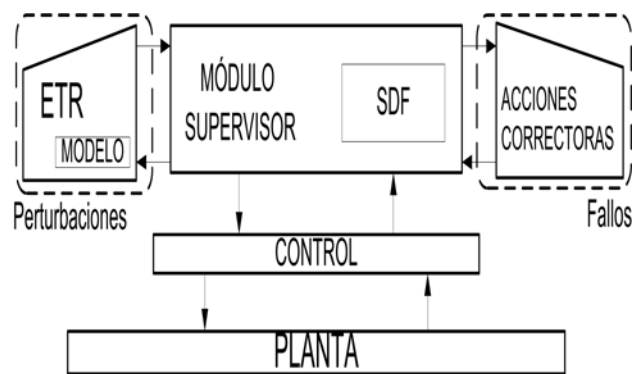 ETR
MODELO
Perturbaciones
MÓDULO
SUPERVISOR
SDF
ACCIONES
CORRECTORAS
Fallos
CONTROL
PLANTA